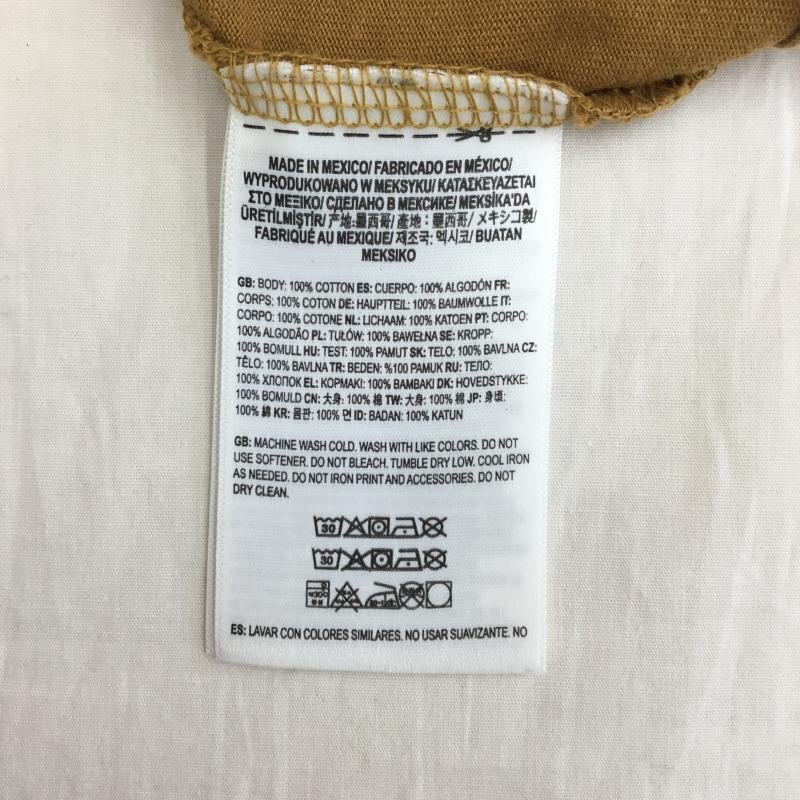 MADE IN MEXICO/ FABRICADO EN MÉXICO/
WYPRODUKOWANO W MEKSYKU/ ΚΑΤΑΣΚΕΥΑΖΕΤΑΙ
ΣΤΟ ΜΕΞΙΚΟ/ СДЕЛАНО В МЕКСИКЕ/ MEKSİKA'DA
ÜRETİLMİŞTİR/ 产地:墨西哥/ 產地：墨西哥/ メキシコ製/
FABRIQUÉ AU MEXIQUE/ 제조국: 멕시코/ BUATAN
MEKSIKO
GB: BODY: 100% COTTON ES: CUERPO: 100% ALGODÓN FR:
CORPS: 100% COTON DE: HAUPTTEIL: 100% BAUMWOLLE IT:
CORPO: 100% COTONE NL: LICHAAM: 100% KATOEN PT: CORPO:
100% ALGODÃO PL: TUŁÓW: 100% BAWEŁNA SE: KROPP:
100% BOMULL HU: TEST: 100% PAMUT SK: TELO: 100% BAVLNA CZ:
TĚLO: 100% BAVLNA TR: BEDEN: %100 PAMUK RU: ТЕЛО:
100% ХЛОПОК EL: ΚΟΡΜΑΚΙ: 100% ΒΑΜΒΑΚΙ DK: HOVEDSTYKKE:
100% BOMULD CN: 大身: 100% 棉 TW: 大身: 100% 棉 JP: 身頃:
100% 綿 KR: 몸판: 100% 면 ID: BADAN: 100% KATUN
GB: MACHINE WASH COLD. WASH WITH LIKE COLORS. DO NOT
USE SOFTENER. DO NOT BLEACH. TUMBLE DRY LOW. COOL IRON
AS NEEDED. DO NOT IRON PRINT AND ACCESSORIES. DO NOT
DRY CLEAN.
30
30
ES: LAVAR CON COLORES SIMILARES. NO USAR SUAVIZANTE. NO